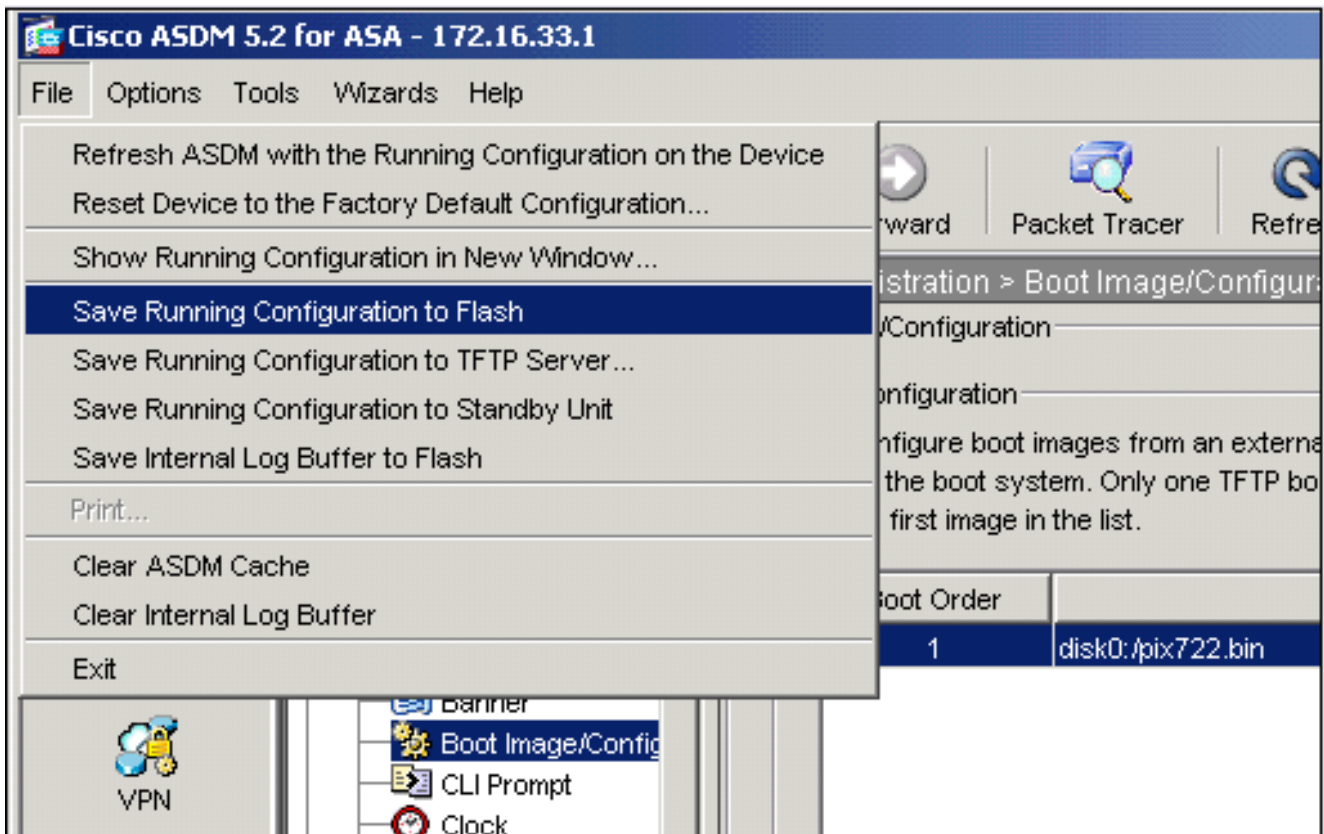 Cisco ASDM 5.2 for ASA - 172.16.33.1
File Options Tools Wizards Help
Refresh ASDM with the Running Configuration on the Device
Reset Device to the Factory Default Configuration...
Show Running Configuration in New Window...
Save Running Configuration to Flash
Save Running Configuration to TFTP Server...
Save Running Configuration to Standby Unit
Save Internal Log Buffer to Flash
Print...
Clear ASDM Cache
Clear Internal Log Buffer
Exit
rward Packet Tracer Refre
istration > Boot Image/Configur
/Configuration
onfiguration
nfigure boot images from an externa
the boot system. Only one TFTP bo
first image in the list.
Boot Order
1 disk0:/pix722.bin
Banner
Boot Image/Config
CLI Prompt
Clock
VPN